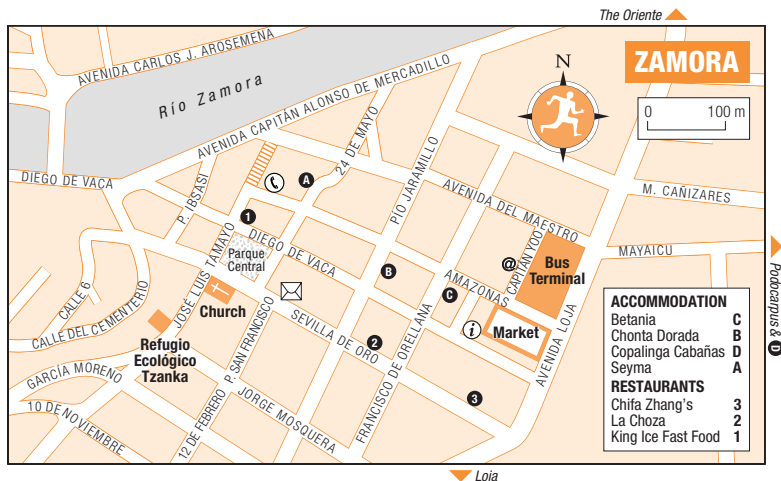 The Oriente
ZAMORA
N
0 100 m
AVENIDA CARLOS J. AROSEMENA
Río Zamora
AVENIDA CAPITÁN ALONSO DE MERCADILLO
24 DE MAYO
A
DIEGO DE VACA
P. IBSASI
PÍO JARAMILLO
AVENIDA DEL MAESTRO
M. CAÑIZARES
1
DIEGO DE VACA
Parque
Central
JOSÉ LUIS TAMAYO
CAPITÁN YOO
@
Bus
Terminal
MAYAICU
Podocarpus & D
B
AMAZONAS
C
CALLE 6
CALLE DEL CEMENTERIO
Church
i
Market
AVENIDA LOJA
Refugio
Ecológico
Tzanka
P. SAN FRANCISCO
SEVILLA DE ORO
2
FRANCISCO DE ORELLANA
GARCÍA MORENO
12 DE FEBRERO
JORGE MOSQUERA
3
10 DE NOVIEMBRE
ACCOMMODATION
Betania C
Chonta Dorada B
Copalinga Cabañas D
Seyma A
RESTAURANTS
Chifa Zhang's 3
La Choza 2
King Ice Fast Food 1
Loja